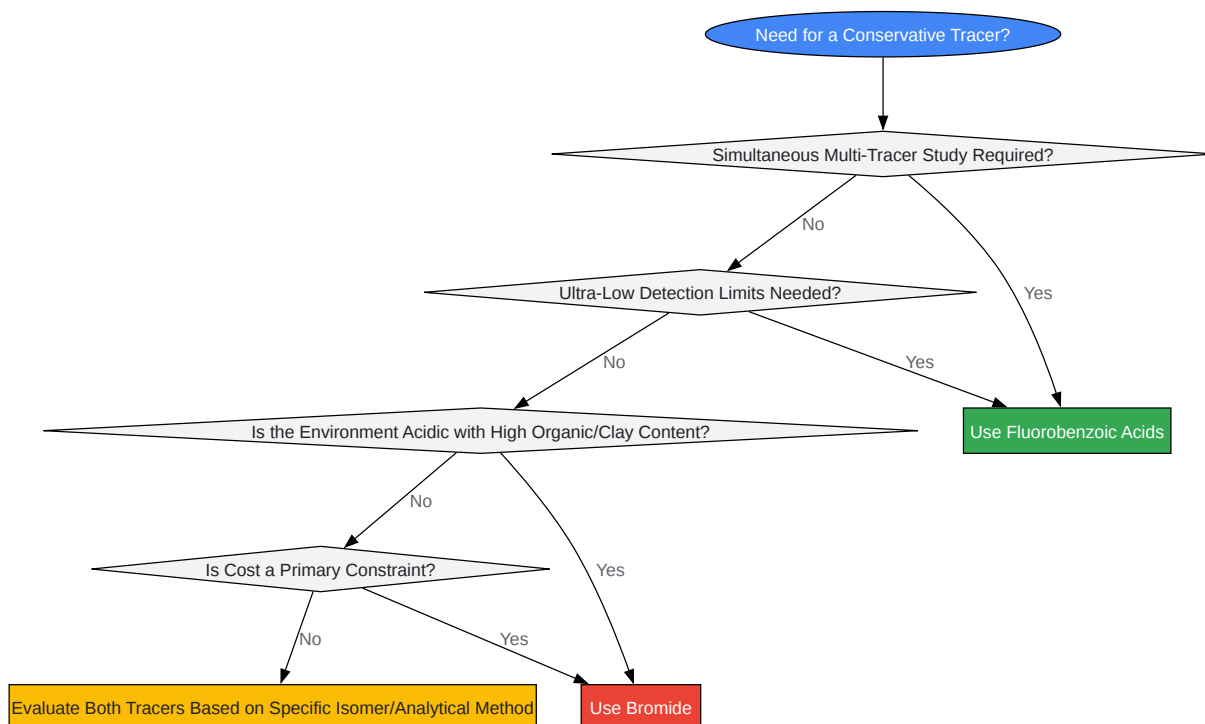 Need for a Conservative Tracer?
Simultaneous Multi-Tracer Study Required?
No
Ultra-Low Detection Limits Needed?
Yes
No
Yes
Is the Environment Acidic with High Organic/Clay Content?
Use Fluorobenzoic Acids
No
Is Cost a Primary Constraint?
Yes
No
Yes
Evaluate Both Tracers Based on Specific Isomer/Analytical Method
Use Bromide